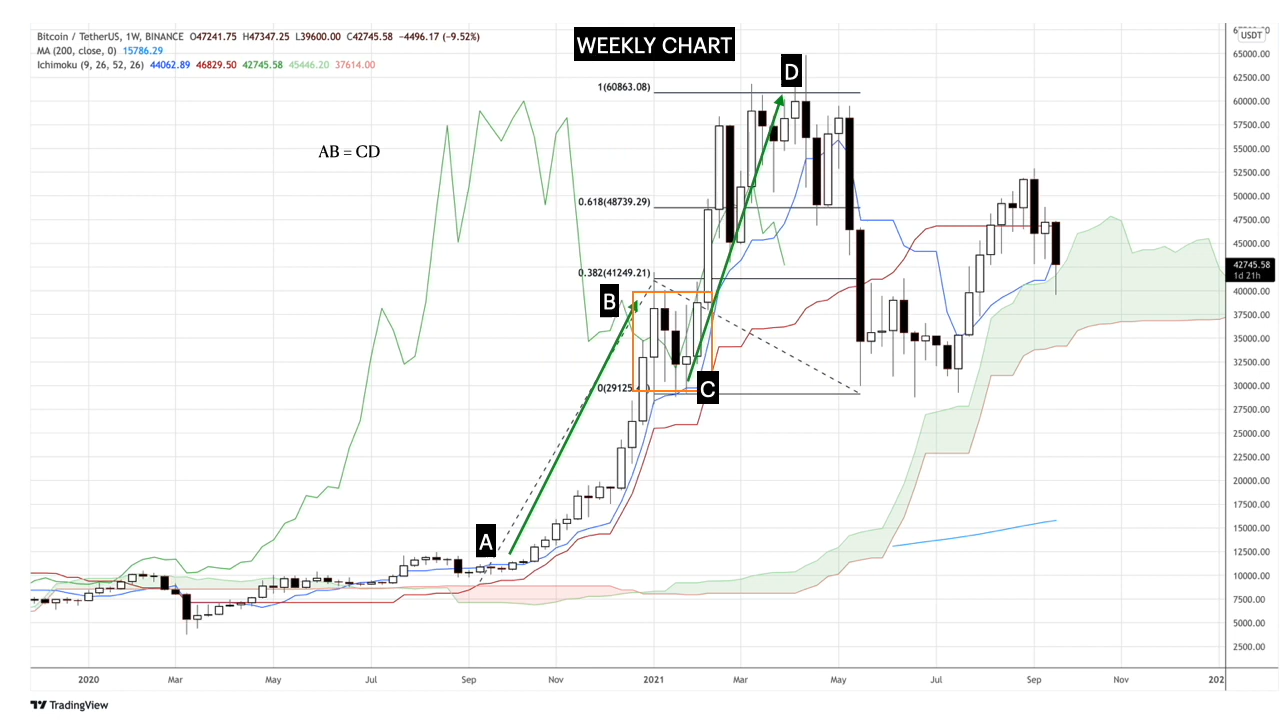 Bitcoin / TetherUS, 1W, BINANCE O47241.75 H47347.25 L39600.00 C42745.58 −4496.17 (−9.52%)
MA (200, close, 0) 15786.29
Ichimoku (9, 26, 52, 26) 44062.89 46829.50 42745.58 45446.20 37614.00
WEEKLY CHART
USDT
D
1(60863.08)
AB = CD
0.618(48739.29)
0.382(41249.21)
B
0(29125.
C
A
62500.00
60000.00
57500.00
55000.00
52500.00
50000.00
47500.00
45000.00
42745.58
1d 21h
40000.00
37500.00
35000.00
32500.00
30000.00
27500.00
25000.00
22500.00
20000.00
17500.00
15000.00
12500.00
10000.00
7500.00
5000.00
2500.00
2020 Mar May Jul Sep Nov 2021 Mar May Jul Sep Nov 202
TradingView